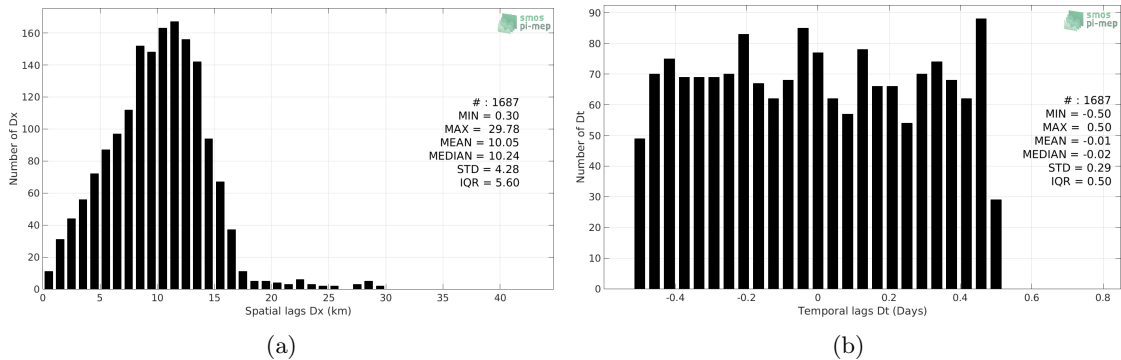 160
140
120
100
80
60
40
20
0
Number of Dx
smos
pi-mep
# : 1687
MIN = 0.30
MAX = 29.78
MEAN = 10.05
MEDIAN = 10.24
STD = 4.28
IQR = 5.60
0 5 10 15 20 25 30 35 40
Spatial lags Dx (km)
(a)
90
80
70
60
50
40
30
20
10
0
Number of Dt
smos
pi-mep
# : 1687
MIN = -0.50
MAX = 0.50
MEAN = -0.01
MEDIAN = -0.02
STD = 0.29
IQR = 0.50
-0.4 -0.2 0 0.2 0.4 0.6 0.8
Temporal lags Dt (Days)
(b)